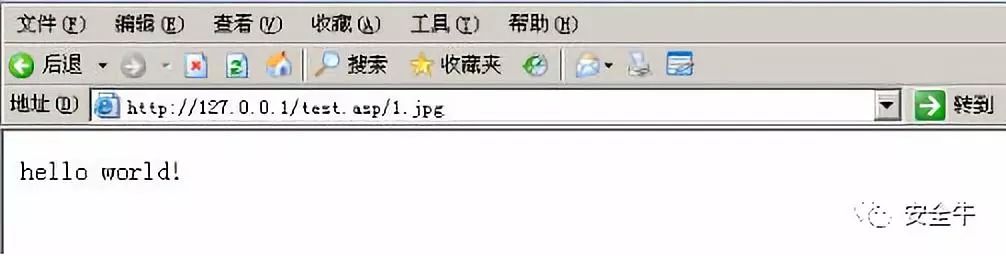 文件(F) 编辑(E) 查看(V) 收藏(A) 工具(T) 帮助(H)
后退 搜索 收藏夹
地址(D) http://127.0.0.1/test.asp/1.jpg 转到
hello world!
安全牛